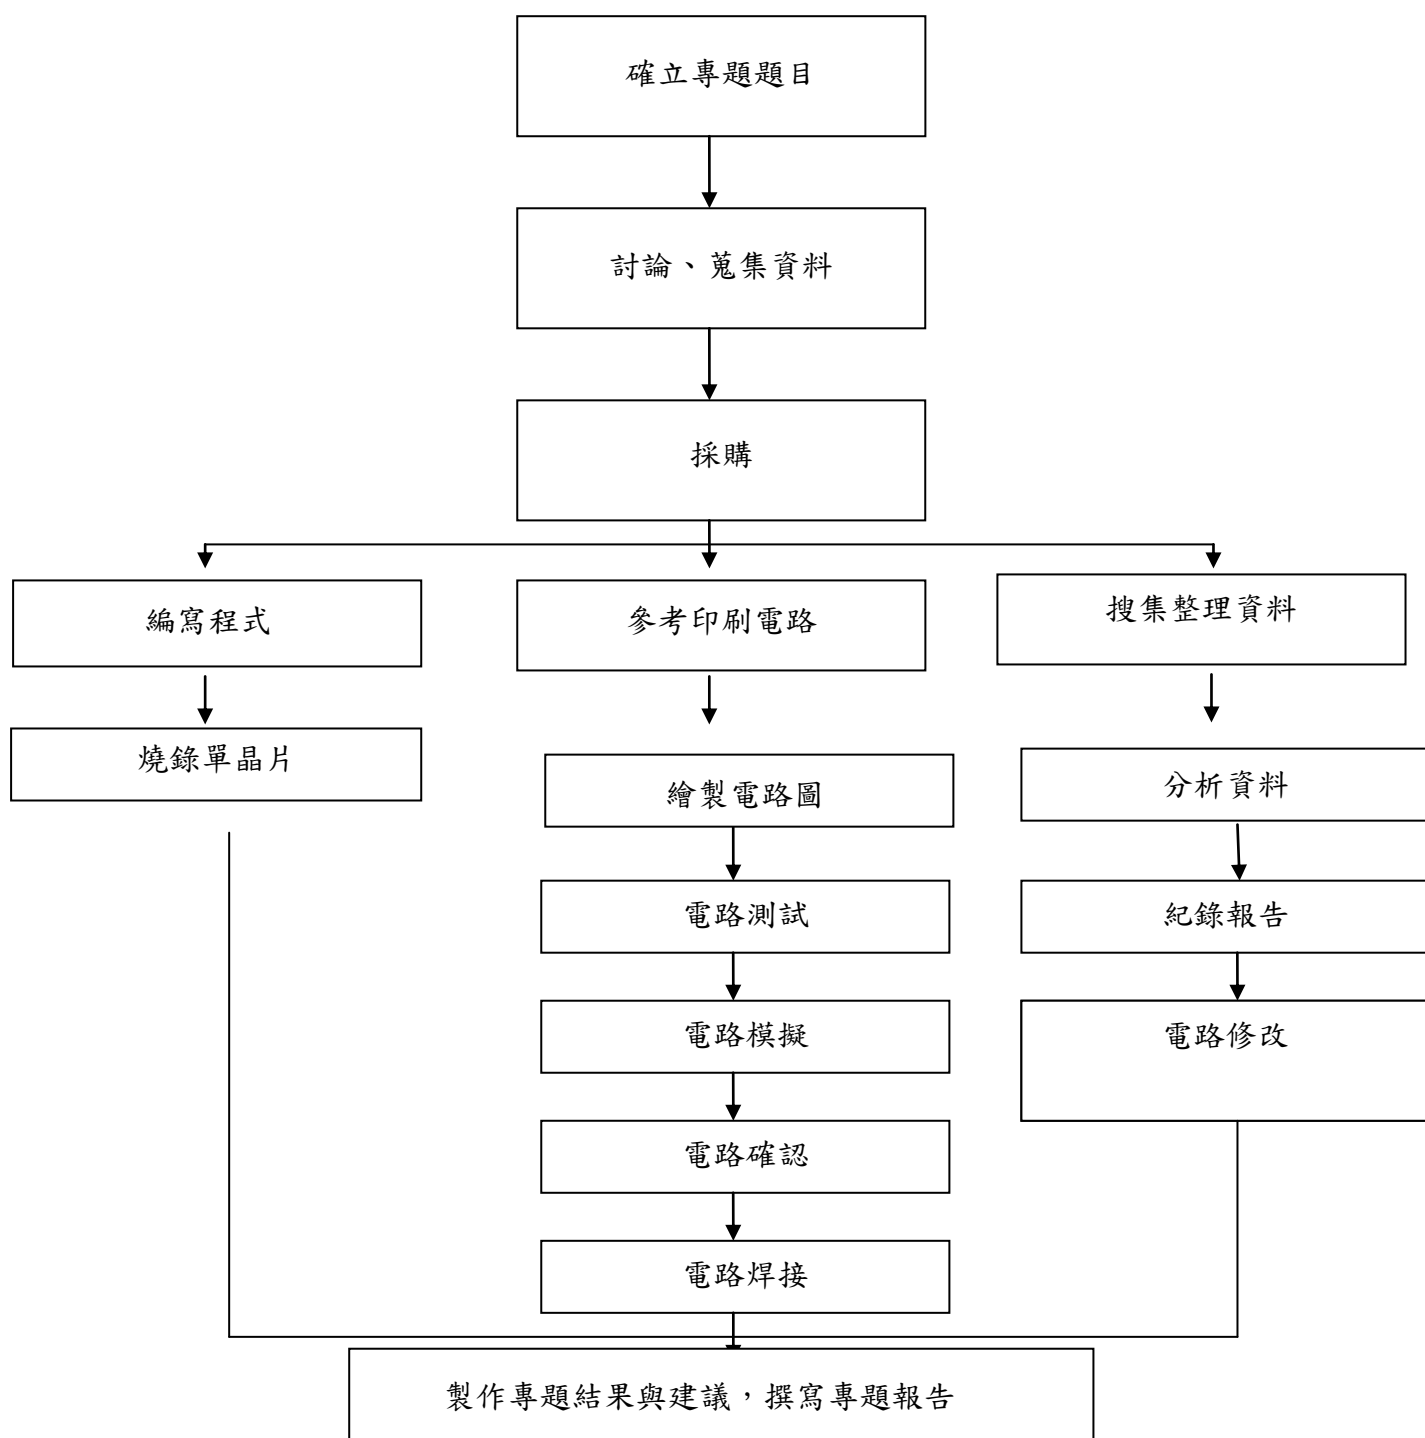 確立專題題目
討論、蒐集資料
採購
編寫程式
參考印刷電路
搜集整理資料
燒錄單晶片
繪製電路圖
分析資料
電路測試
紀錄報告
電路模擬
電路修改
電路確認
電路焊接
製作專題結果與建議，撰寫專題報告